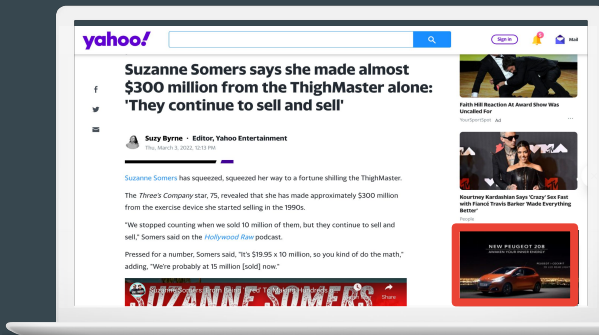 yahoo!
Sign in
Mail
Suzanne Somers says she made almost
$300 million from the ThighMaster alone:
'They continue to sell and sell'
Suzy Byrne • Editor, Yahoo Entertainment
Thu, March 3, 2022, 12:13 PM
Suzanne Somers has squeezed, squeezed her way to a fortune shilling the ThighMaster.
The Three's Company star, 75, revealed that she has made approximately $300 million
from the exercise device she started selling in the 1990s.
"We stopped counting when we sold 10 million of them, but they continue to sell and
sell," Somers said on the Hollywood Raw podcast.
Pressed for a number, Somers said, "It's $19.95 x 10 million, so you kind of do the math,"
adding, "We're probably at 15 million [sold] now."
Share
SUZANNE SOMERS
Faith Hill Reaction At Award Show Was
Uncalled For
YourSportSpot Ad
Kourtney Kardashian Says 'Crazy' Sex Fast
with Fiancé Travis Barker 'Made Everything
Better'
People
NEW PEUGEOT 208